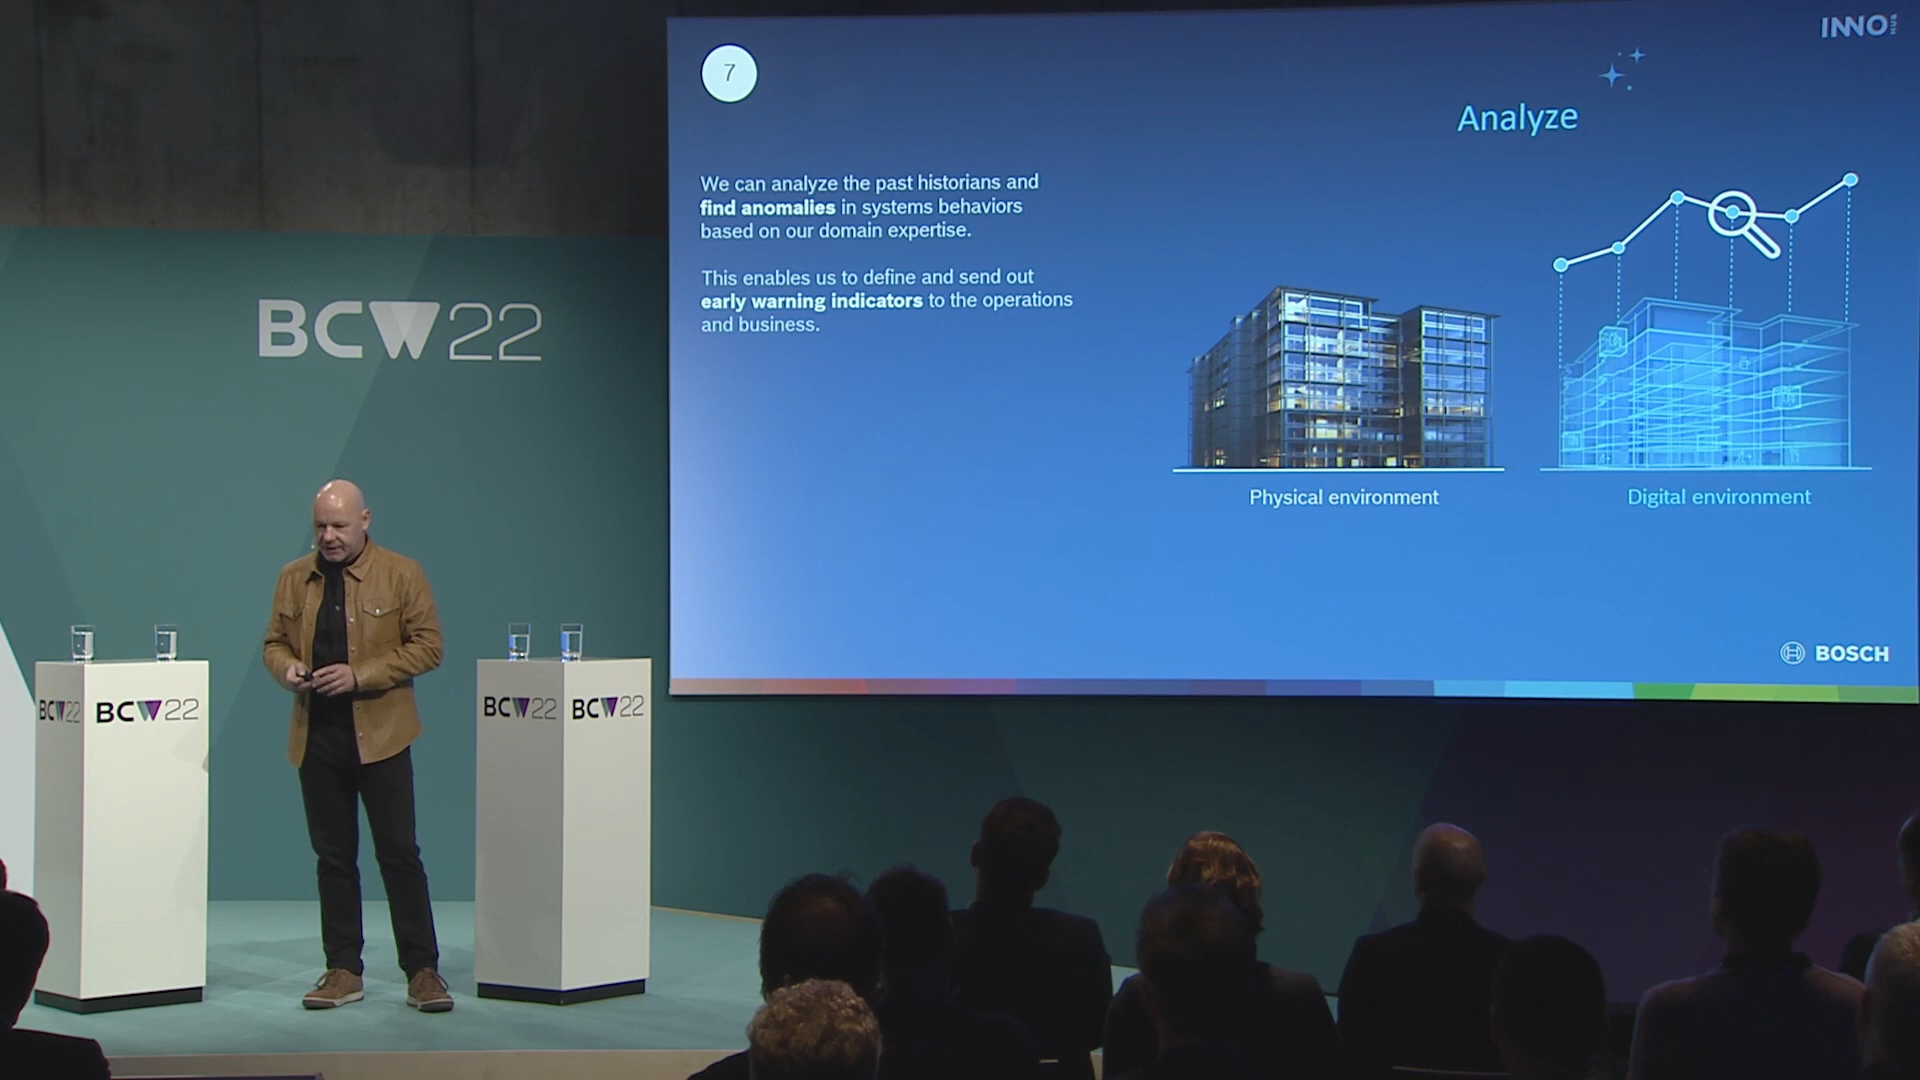 INNO HUB
7
Analyze
We can analyze the past historians and
find anomalies in systems behaviors
based on our domain expertise.
This enables us to define and send out
early warning indicators to the operations
and business.
Physical environment
Digital environment
BOSCH
BCW22
BCW22
BCW22
BCW22
BCW22